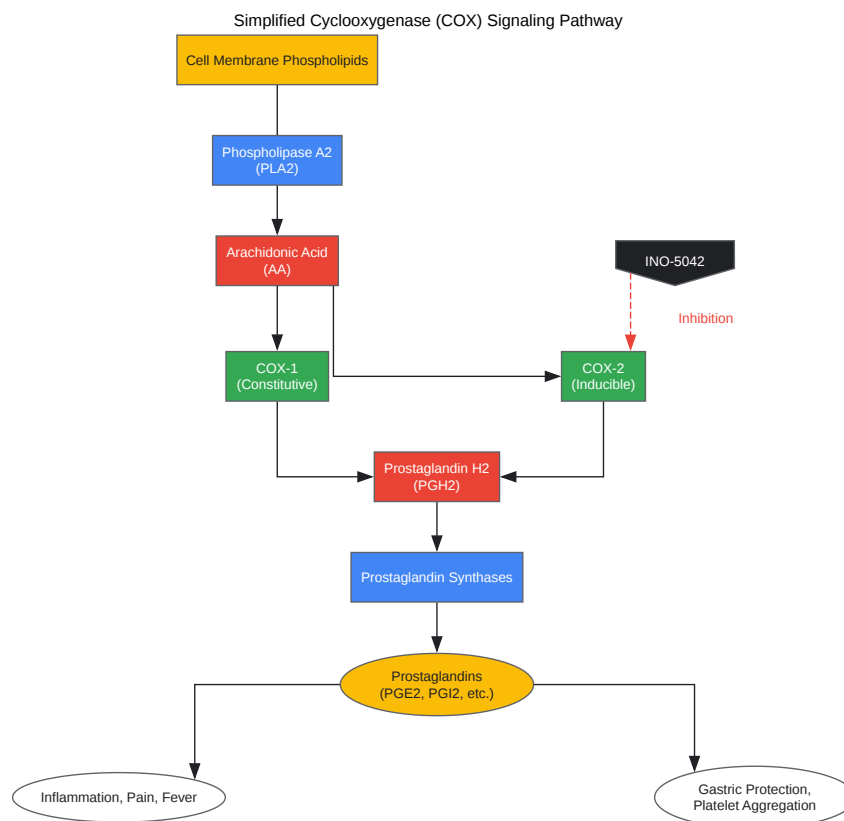 Simplified Cyclooxygenase (COX) Signaling Pathway
Cell Membrane Phospholipids
Phospholipase A2
(PLA2)
Arachidonic Acid
(AA)
INO-5042
Inhibition
COX-1
(Constitutive)
COX-2
(Inducible)
Prostaglandin H2
(PGH2)
Prostaglandin Synthases
Prostaglandins
(PGE2, PGI2, etc.)
Inflammation, Pain, Fever
Gastric Protection,
Platelet Aggregation